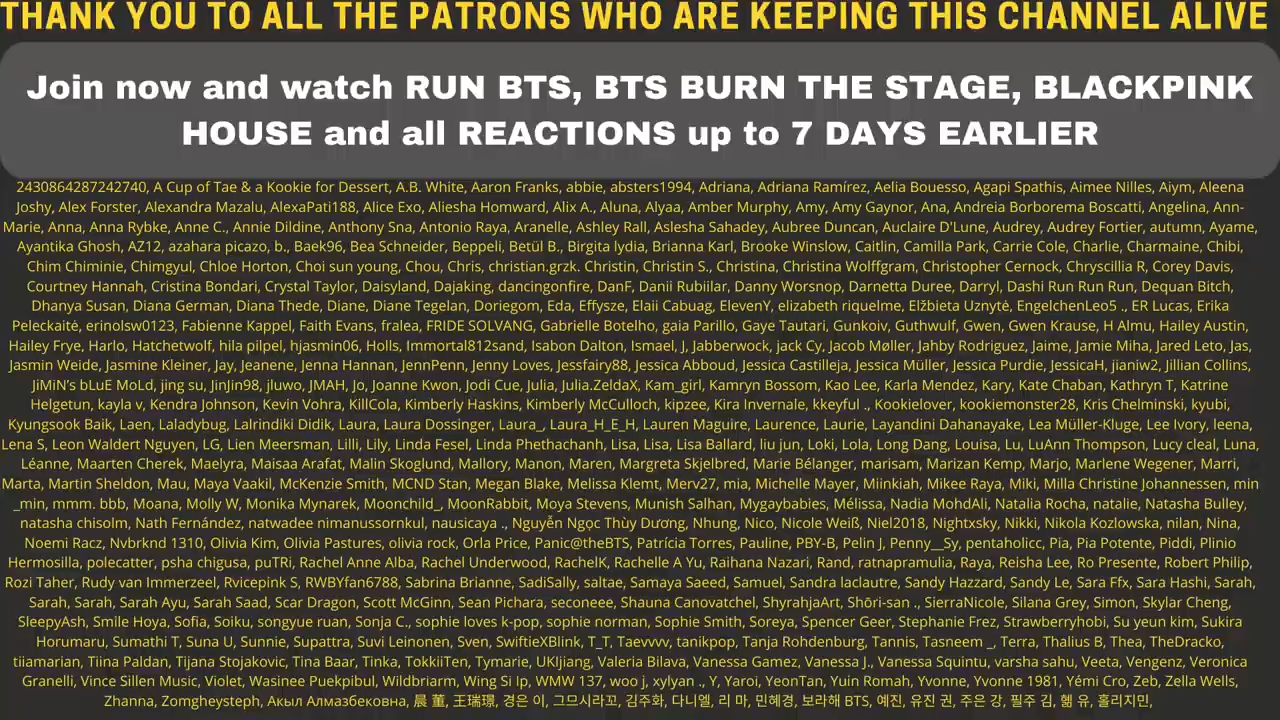 THANK YOU TO ALL THE PATRONS WHO ARE KEEPING THIS CHANNEL ALIVE
Join now and watch RUN BTS, BTS BURN THE STAGE, BLACKPINK
HOUSE and all REACTIONS up to 7 DAYS EARLIER
2430864287242740, A Cup of Tae & a Kookie for Dessert, A.B. White, Aaron Franks, abbie, absters1994, Adriana, Adriana Ramírez, Aelia Bouesso, Agapi Spathis, Aimee Nilles, Aiym, Aleena
Joshy, Alex Forster, Alexandra Mazalu, AlexaPati188, Alice Exo, Aliesha Homward, Alix A., Aluna, Alyaa, Amber Murphy, Amy, Amy Gaynor, Ana, Andreia Borborema Boscatti, Angelina, Ann-
Marie, Anna, Anna Rybke, Anne C., Annie Dildine, Anthony Sna, Antonio Raya, Aranelle, Ashley Rall, Aslesha Sahadey, Aubree Duncan, Auclaire D'Lune, Audrey, Audrey Fortier, autumn, Ayame,
Ayantika Ghosh, AZ12, azahara picazo, b., Baek96, Bea Schneider, Beppeli, Betül B., Birgita lydia, Brianna Karl, Brooke Winslow, Caitlin, Camilla Park, Carrie Cole, Charlie, Charmaine, Chibi,
Chim Chiminie, Chimgyul, Chloe Horton, Choi sun young, Chou, Chris, christian.grzk. Christin, Christin S., Christina, Christina Wolffgram, Christopher Cernock, Chryscillia R, Corey Davis,
Courtney Hannah, Cristina Bondari, Crystal Taylor, Daisyland, Dajaking, dancingonfire, DanF, Danii Rubiilar, Danny Worsnop, Darnetta Duree, Darryl, Dashi Run Run Run, Dequan Bitch,
Dhanya Susan, Diana German, Diana Thede, Diane, Diane Tegelan, Doriegom, Eda, Effysze, Elaii Cabuag, ElevenY, elizabeth riquelme, Elžbieta Uznytė, EngelchenLeo5 ., ER Lucas, Erika
Peleckaitė, erinolsw0123, Fabienne Kappel, Faith Evans, fralea, FRIDE SOLVANG, Gabrielle Botelho, gaia Parillo, Gaye Tautari, Gunkoiv, Guthwulf, Gwen, Gwen Krause, H Almu, Hailey Austin,
Hailey Frye, Harlo, Hatchetwolf, hila pilpel, hjasmin06, Holls, Immortal812sand, Isabon Dalton, Ismael, J, Jabberwock, jack Cy, Jacob Møller, Jahby Rodriguez, Jaime, Jamie Miha, Jared Leto, Jas,
Jasmin Weide, Jasmine Kleiner, Jay, Jeanene, Jenna Hannan, JennPenn, Jenny Loves, Jessfairy88, Jessica Abboud, Jessica Castilleja, Jessica Müller, Jessica Purdie, JessicaH, jianiw2, Jillian Collins,
JiMiN's bLuE MoLd, jing su, JinJin98, jluwo, JMAH, Jo, Joanne Kwon, Jodi Cue, Julia, Julia.ZeldaX, Kam_girl, Kamryn Bossom, Kao Lee, Karla Mendez, Kary, Kate Chaban, Kathryn T, Katrine
Helgetun, kayla v, Kendra Johnson, Kevin Vohra, KillCola, Kimberly Haskins, Kimberly McCulloch, kipzee, Kira Invernale, kkeyful ., Kookielover, kookiemonster28, Kris Chelminski, kyubi,
Kyungsook Baik, Laen, Laladybug, Lalrindiki Didik, Laura, Laura Dossinger, Laura_, Laura_H_E_H, Lauren Maguire, Laurence, Laurie, Layandini Dahanayake, Lea Müller-Kluge, Lee Ivory, leena,
Lena S, Leon Waldert Nguyen, LG, Lien Meersman, Lilli, Lily, Linda Fesel, Linda Phethachanh, Lisa, Lisa, Lisa Ballard, liu jun, Loki, Lola, Long Dang, Louisa, Lu, LuAnn Thompson, Lucy cleal, Luna,
Léanne, Maarten Cherek, Maelyra, Maisaa Arafat, Malin Skoglund, Mallory, Manon, Maren, Margreta Skjelbred, Marie Bélanger, marisam, Marizan Kemp, Marjo, Marlene Wegener, Marri,
Marta, Martin Sheldon, Mau, Maya Vaakil, McKenzie Smith, MCND Stan, Megan Blake, Melissa Klemt, Merv27, mia, Michelle Mayer, Miinkiah, Mikee Raya, Miki, Milla Christine Johannessen, min
_min, mmm. bbb, Moana, Molly W, Monika Mynarek, Moonchild_, MoonRabbit, Moya Stevens, Munish Salhan, Mygaybabies, Mélissa, Nadia MohdAli, Natalia Rocha, natalie, Natasha Bulley,
natasha chisolm, Nath Fernández, natwadee nimanussornkul, nausicaya ., Nguyễn Ngọc Thùy Dương, Nhung, Nico, Nicole Weiß, Niel2018, Nightxsky, Nikki, Nikola Kozlowska, nilan, Nina,
Noemi Racz, Nvbrknd 1310, Olivia Kim, Olivia Pastures, olivia rock, Orla Price, Panic@theBTS, Patrícia Torres, Pauline, PBY-B, Pelin J, Penny__Sy, pentaholicc, Pia, Pia Potente, Piddi, Plinio
Hermosilla, polecatter, psha chigusa, puTRi, Rachel Anne Alba, Rachel Underwood, RachelK, Rachelle A Yu, Raihana Nazari, Rand, ratnapramulia, Raya, Reisha Lee, Ro Presente, Robert Philip,
Rozi Taher, Rudy van Immerzeel, Rvicepink S, RWBYfan6788, Sabrina Brianne, SadiSally, saltae, Samaya Saeed, Samuel, Sandra laclautre, Sandy Hazzard, Sandy Le, Sara Ffx, Sara Hashi, Sarah,
Sarah, Sarah, Sarah Ayu, Sarah Saad, Scar Dragon, Scott McGinn, Sean Pichara, seconeee, Shauna Canovatchel, ShyrahjaArt, Shōri-san ., SierraNicole, Silana Grey, Simon, Skylar Cheng,
SleepyAsh, Smile Hoya, Sofia, Soiku, songyue ruan, Sonja C., sophie loves k-pop, sophie norman, Sophie Smith, Soreya, Spencer Geer, Stephanie Frez, Strawberryhobi, Su yeun kim, Sukira
Horumaru, Sumathi T, Suna U, Sunnie, Supattra, Suvi Leinonen, Sven, SwiftieXBlink, T_T, Taevvvv, tanikpop, Tanja Rohdenburg, Tannis, Tasneem _, Terra, Thalius B, Thea, TheDracko,
tiiamarian, Tiina Paldan, Tijana Stojakovic, Tina Baar, Tinka, TokkiiTen, Tymarie, UKIjiang, Valeria Bilava, Vanessa Gamez, Vanessa J., Vanessa Squintu, varsha sahu, Veeta, Vengenz, Veronica
Granelli, Vince Sillen Music, Violet, Wasinee Puekpibul, Wildbriarm, Wing Si Ip, WMW 137, woo j, xylyan ., Y, Yaroi, YeonTan, Yuin Romah, Yvonne, Yvonne 1981, Yémi Cro, Zeb, Zella Wells,
Zhanna, Zomgheysteph, Акыл Алмазбековна, 晨 董, 王瑞璟, 경은 이, 그므시라꼬, 김주화, 다니엘, 리 마, 민혜경, 보라해 BTS, 예진, 유진 권, 주은 강, 필주 김, 헮 유, 홀리지민,